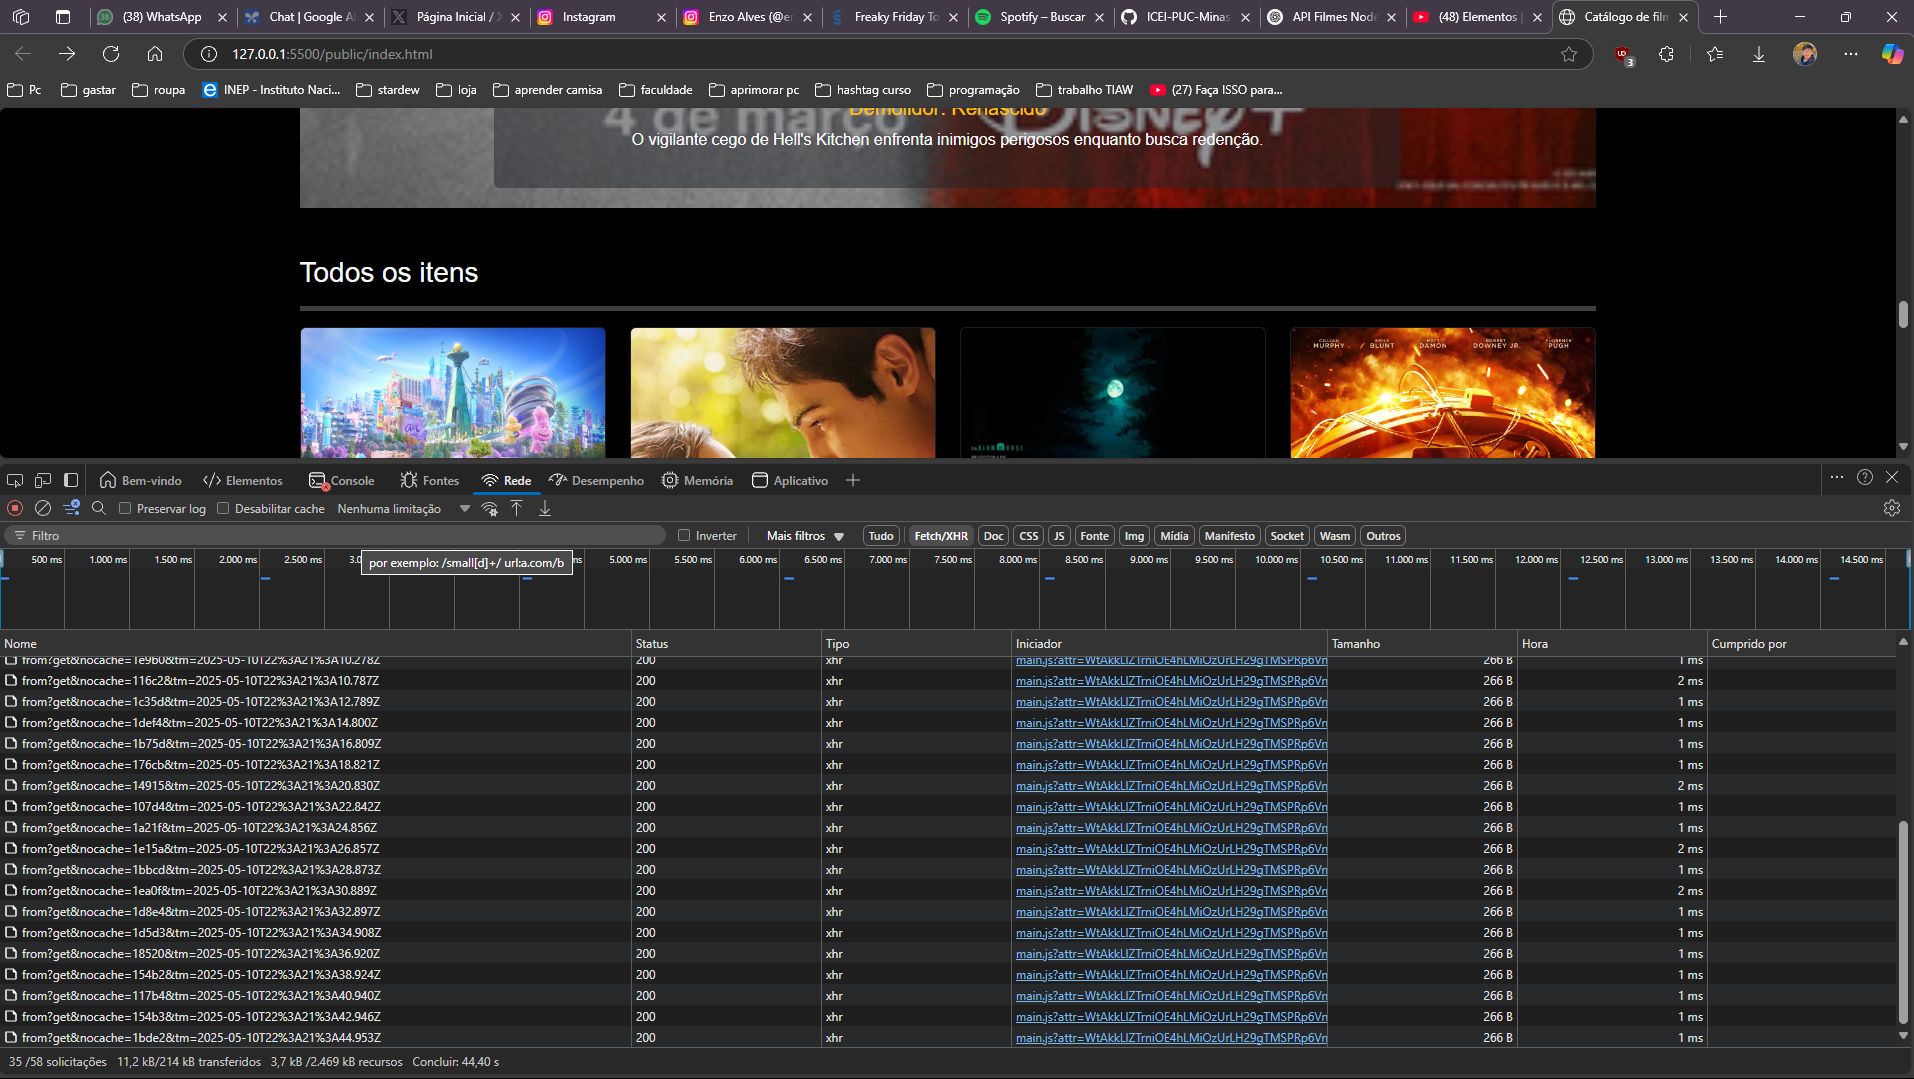 (38) WhatsApp
Chat | Google AI
Página Inicial / X
Instagram
Enzo Alves (@en
Freaky Friday To
Spotify – Buscar
ICEI-PUC-Minas
API Filmes Node
(48) Elementos |
Catálogo de film
127.0.0.1:5500/public/index.html
3
Pc
gastar
roupa
INEP - Instituto Naci...
stardew
loja
aprender camisa
faculdade
aprimorar pc
hashtag curso
programação
trabalho TIAW
(27) Faça ISSO para...
4 de março
DISNEY+
Demolidor: Renascido
O vigilante cego de Hell's Kitchen enfrenta inimigos perigosos enquanto busca redenção.
Todos os itens
CILLIAN MURPHY / EMILY BLUNT MATT DAMON ROBERT DOWNEY JR. FLORENCE PUGH
Bem-vindo
Elementos
Console
Fontes
Rede
Desempenho
Memória
Aplicativo
Preservar log
Desabilitar cache
Nenhuma limitação
Filtro
Inverter
Mais filtros
Tudo
Fetch/XHR
Doc
CSS
JS
Fonte
Img
Mídia
Manifesto
Socket
Wasm
Outros
500 ms 1.000 ms 1.500 ms 2.000 ms 2.500 ms 3.0 ms 5.000 ms 5.500 ms 6.000 ms 6.500 ms 7.000 ms 7.500 ms 8.000 ms 8.500 ms 9.000 ms 9.500 ms 10.000 ms 10.500 ms 11.000 ms 11.500 ms 12.000 ms 12.500 ms 13.000 ms 13.500 ms 14.000 ms 14.500 ms
por exemplo: /small[d]+/ url:a.com/b
Nome Status Tipo Iniciador Tamanho Hora Cumprido por
from?get&nocache=1e9b0&tm=2025-05-10T22%3A21%3A10.278Z 200 xhr main.js?attr=WtAkkLIZTrniOE4hLMiOzUrLH29gTMSPRp6Vn 266 B 1 ms
from?get&nocache=116c2&tm=2025-05-10T22%3A21%3A10.787Z 200 xhr main.js?attr=WtAkkLIZTrniOE4hLMiOzUrLH29gTMSPRp6Vn 266 B 2 ms
from?get&nocache=1c35d&tm=2025-05-10T22%3A21%3A12.789Z 200 xhr main.js?attr=WtAkkLIZTrniOE4hLMiOzUrLH29gTMSPRp6Vn 266 B 1 ms
from?get&nocache=1def4&tm=2025-05-10T22%3A21%3A14.800Z 200 xhr main.js?attr=WtAkkLIZTrniOE4hLMiOzUrLH29gTMSPRp6Vn 266 B 1 ms
from?get&nocache=1b75d&tm=2025-05-10T22%3A21%3A16.809Z 200 xhr main.js?attr=WtAkkLIZTrniOE4hLMiOzUrLH29gTMSPRp6Vn 266 B 1 ms
from?get&nocache=176cb&tm=2025-05-10T22%3A21%3A18.821Z 200 xhr main.js?attr=WtAkkLIZTrniOE4hLMiOzUrLH29gTMSPRp6Vn 266 B 1 ms
from?get&nocache=14915&tm=2025-05-10T22%3A21%3A20.830Z 200 xhr main.js?attr=WtAkkLIZTrniOE4hLMiOzUrLH29gTMSPRp6Vn 266 B 2 ms
from?get&nocache=107d4&tm=2025-05-10T22%3A21%3A22.842Z 200 xhr main.js?attr=WtAkkLIZTrniOE4hLMiOzUrLH29gTMSPRp6Vn 266 B 1 ms
from?get&nocache=1a21f&tm=2025-05-10T22%3A21%3A24.856Z 200 xhr main.js?attr=WtAkkLIZTrniOE4hLMiOzUrLH29gTMSPRp6Vn 266 B 1 ms
from?get&nocache=1e15a&tm=2025-05-10T22%3A21%3A26.857Z 200 xhr main.js?attr=WtAkkLIZTrniOE4hLMiOzUrLH29gTMSPRp6Vn 266 B 2 ms
from?get&nocache=1bbcd&tm=2025-05-10T22%3A21%3A28.873Z 200 xhr main.js?attr=WtAkkLIZTrniOE4hLMiOzUrLH29gTMSPRp6Vn 266 B 1 ms
from?get&nocache=1ea0f&tm=2025-05-10T22%3A21%3A30.889Z 200 xhr main.js?attr=WtAkkLIZTrniOE4hLMiOzUrLH29gTMSPRp6Vn 266 B 2 ms
from?get&nocache=1d8e4&tm=2025-05-10T22%3A21%3A32.897Z 200 xhr main.js?attr=WtAkkLIZTrniOE4hLMiOzUrLH29gTMSPRp6Vn 266 B 1 ms
from?get&nocache=1d5d3&tm=2025-05-10T22%3A21%3A34.908Z 200 xhr main.js?attr=WtAkkLIZTrniOE4hLMiOzUrLH29gTMSPRp6Vn 266 B 1 ms
from?get&nocache=18520&tm=2025-05-10T22%3A21%3A36.920Z 200 xhr main.js?attr=WtAkkLIZTrniOE4hLMiOzUrLH29gTMSPRp6Vn 266 B 1 ms
from?get&nocache=154b2&tm=2025-05-10T22%3A21%3A38.924Z 200 xhr main.js?attr=WtAkkLIZTrniOE4hLMiOzUrLH29gTMSPRp6Vn 266 B 1 ms
from?get&nocache=117b4&tm=2025-05-10T22%3A21%3A40.940Z 200 xhr main.js?attr=WtAkkLIZTrniOE4hLMiOzUrLH29gTMSPRp6Vn 266 B 1 ms
from?get&nocache=154b3&tm=2025-05-10T22%3A21%3A42.946Z 200 xhr main.js?attr=WtAkkLIZTrniOE4hLMiOzUrLH29gTMSPRp6Vn 266 B 1 ms
from?get&nocache=1bde2&tm=2025-05-10T22%3A21%3A44.953Z 200 xhr main.js?attr=WtAkkLIZTrniOE4hLMiOzUrLH29gTMSPRp6Vn 266 B 1 ms
35 /58 solicitações 11,2 kB/214 kB transferidos 3,7 kB /2.469 kB recursos Concluir: 44,40 s